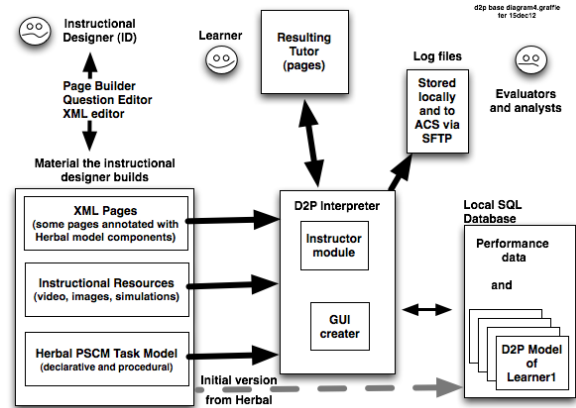 d2p base diagram4.graffle
fer 15dec12
Instructional
Designer (ID)
Learner
Resulting
Tutor
(pages)
Log files
Stored
locally and to
ACS via
SFTP
Evaluators
and analysts
Page Builder
Question Editor
XML editor
Material the instructional
designer builds
XML Pages
(some pages annotated with
Herbal model components)
Instructional Resources
(video, images, simulations)
Herbal PSCM Task Model
(declarative and procedural)
D2P Interpreter
Instructor
module
GUI
creater
Initial version
from Herbal
Local SQL
Database
Performance
data
and
D2P Model
of
Learner1